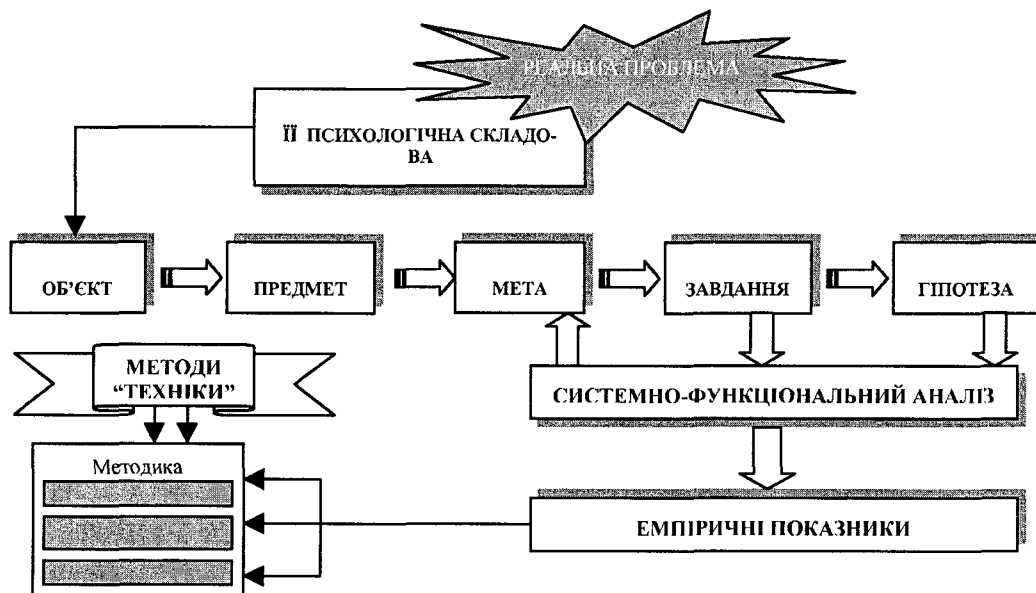 РЕАЛЬНА ПРОБЛЕМА
ЇЇ ПСИХОЛОГІЧНА СКЛАДО-
ВА
ОБ’ЄКТ
ПРЕДМЕТ
МЕТА
ЗАВДАННЯ
ГІПОТЕЗА
МЕТОДИ
“ТЕХНІКИ”
СИСТЕМНО-ФУНКЦІОНАЛЬНИЙ АНАЛІЗ
Методика
ЕМПІРИЧНІ ПОКАЗНИКИ